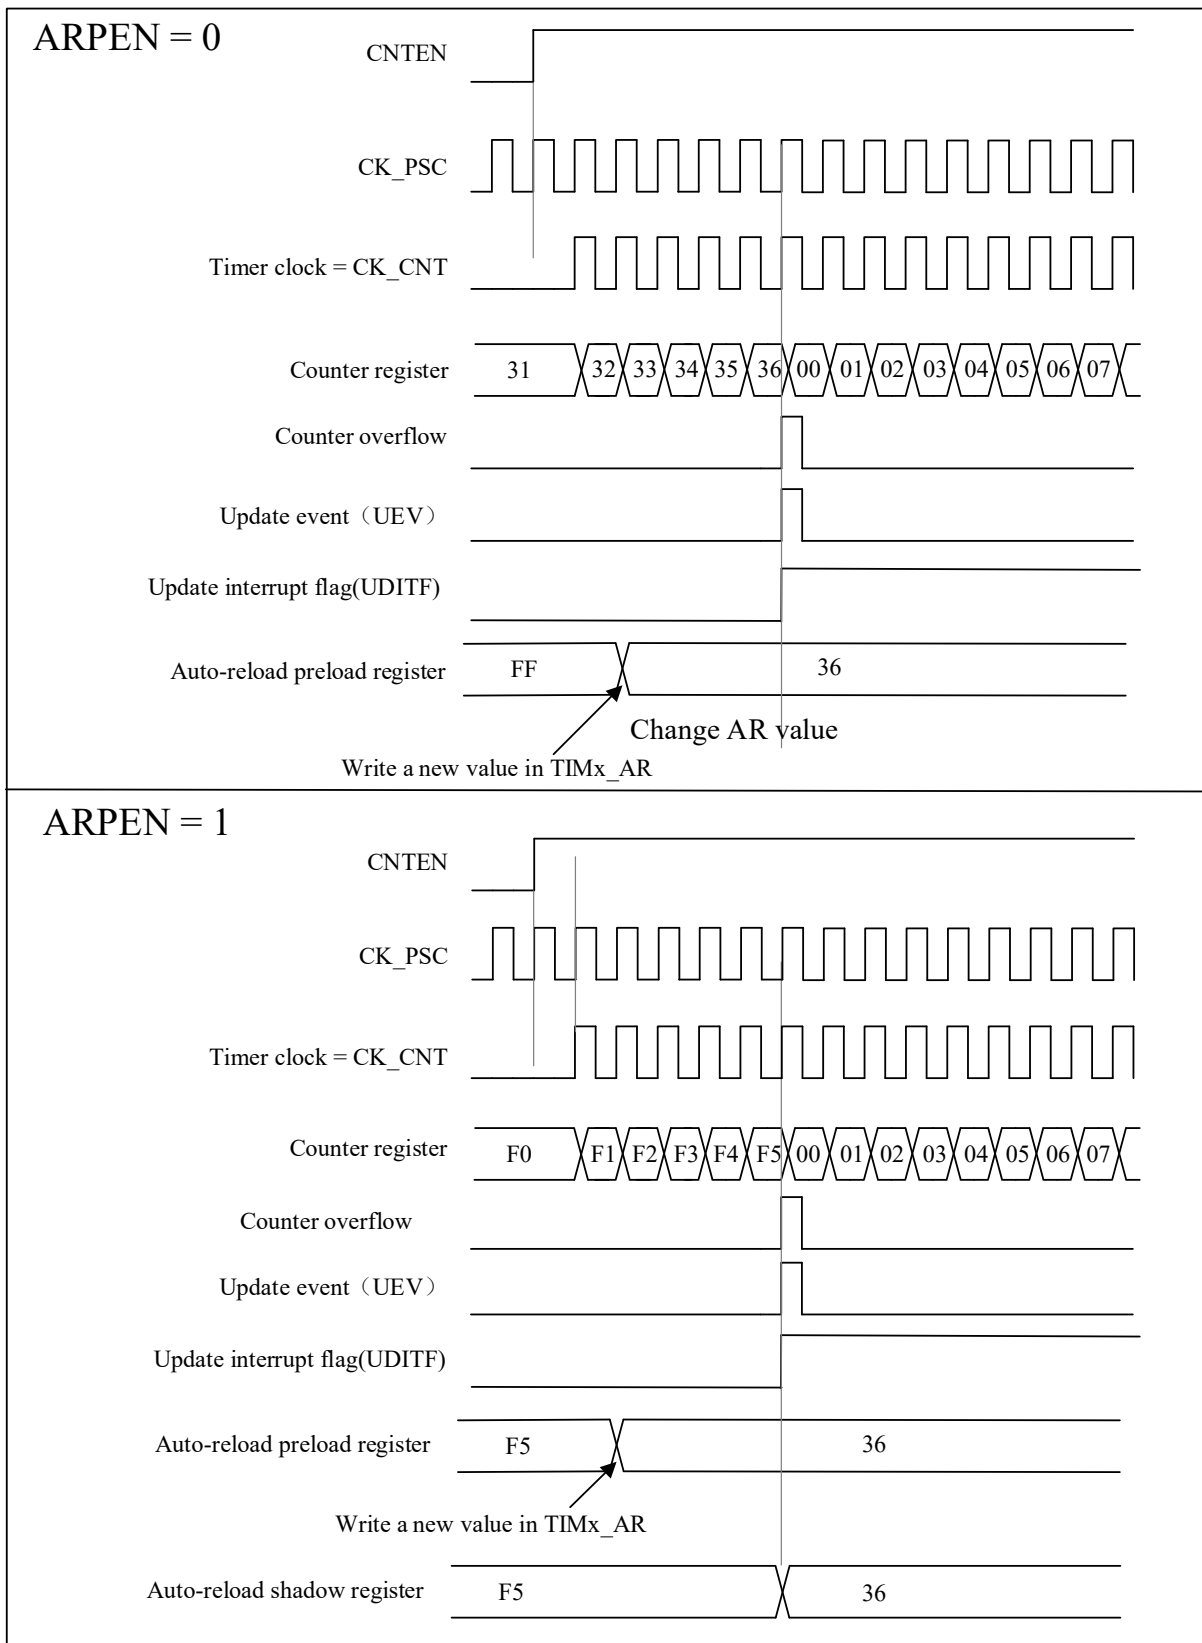 ARPEN = 0
CNTEN
CK_PSC
Timer clock = CK_CNT
Counter register 31 32 33 34 35 36 00 01 02 03 04 05 06 07
Counter overflow
Update event（UEV）
Update interrupt flag(UDITF)
Auto-reload preload register FF 36
Change AR value
Write a new value in TIMx_AR
ARPEN = 1
CNTEN
CK_PSC
Timer clock = CK_CNT
Counter register F0 F1 F2 F3 F4 F5 00 01 02 03 04 05 06 07
Counter overflow
Update event（UEV）
Update interrupt flag(UDITF)
Auto-reload preload register F5 36
Write a new value in TIMx_AR
Auto-reload shadow register F5 36